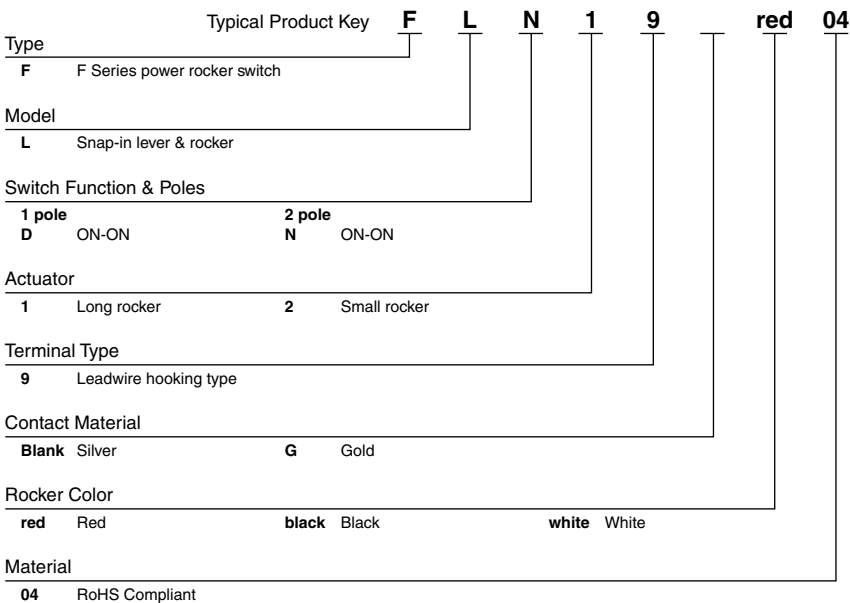 Typical Product Key F L N 1 9 red 04
Type
F F Series power rocker switch
Model
L Snap-in lever & rocker
Switch Function & Poles
1 pole 2 pole
D ON-ON N ON-ON
Actuator
1 Long rocker 2 Small rocker
Terminal Type
9 Leadwire hooking type
Contact Material
Blank Silver G Gold
Rocker Color
red Red black Black white White
Material
04 RoHS Compliant